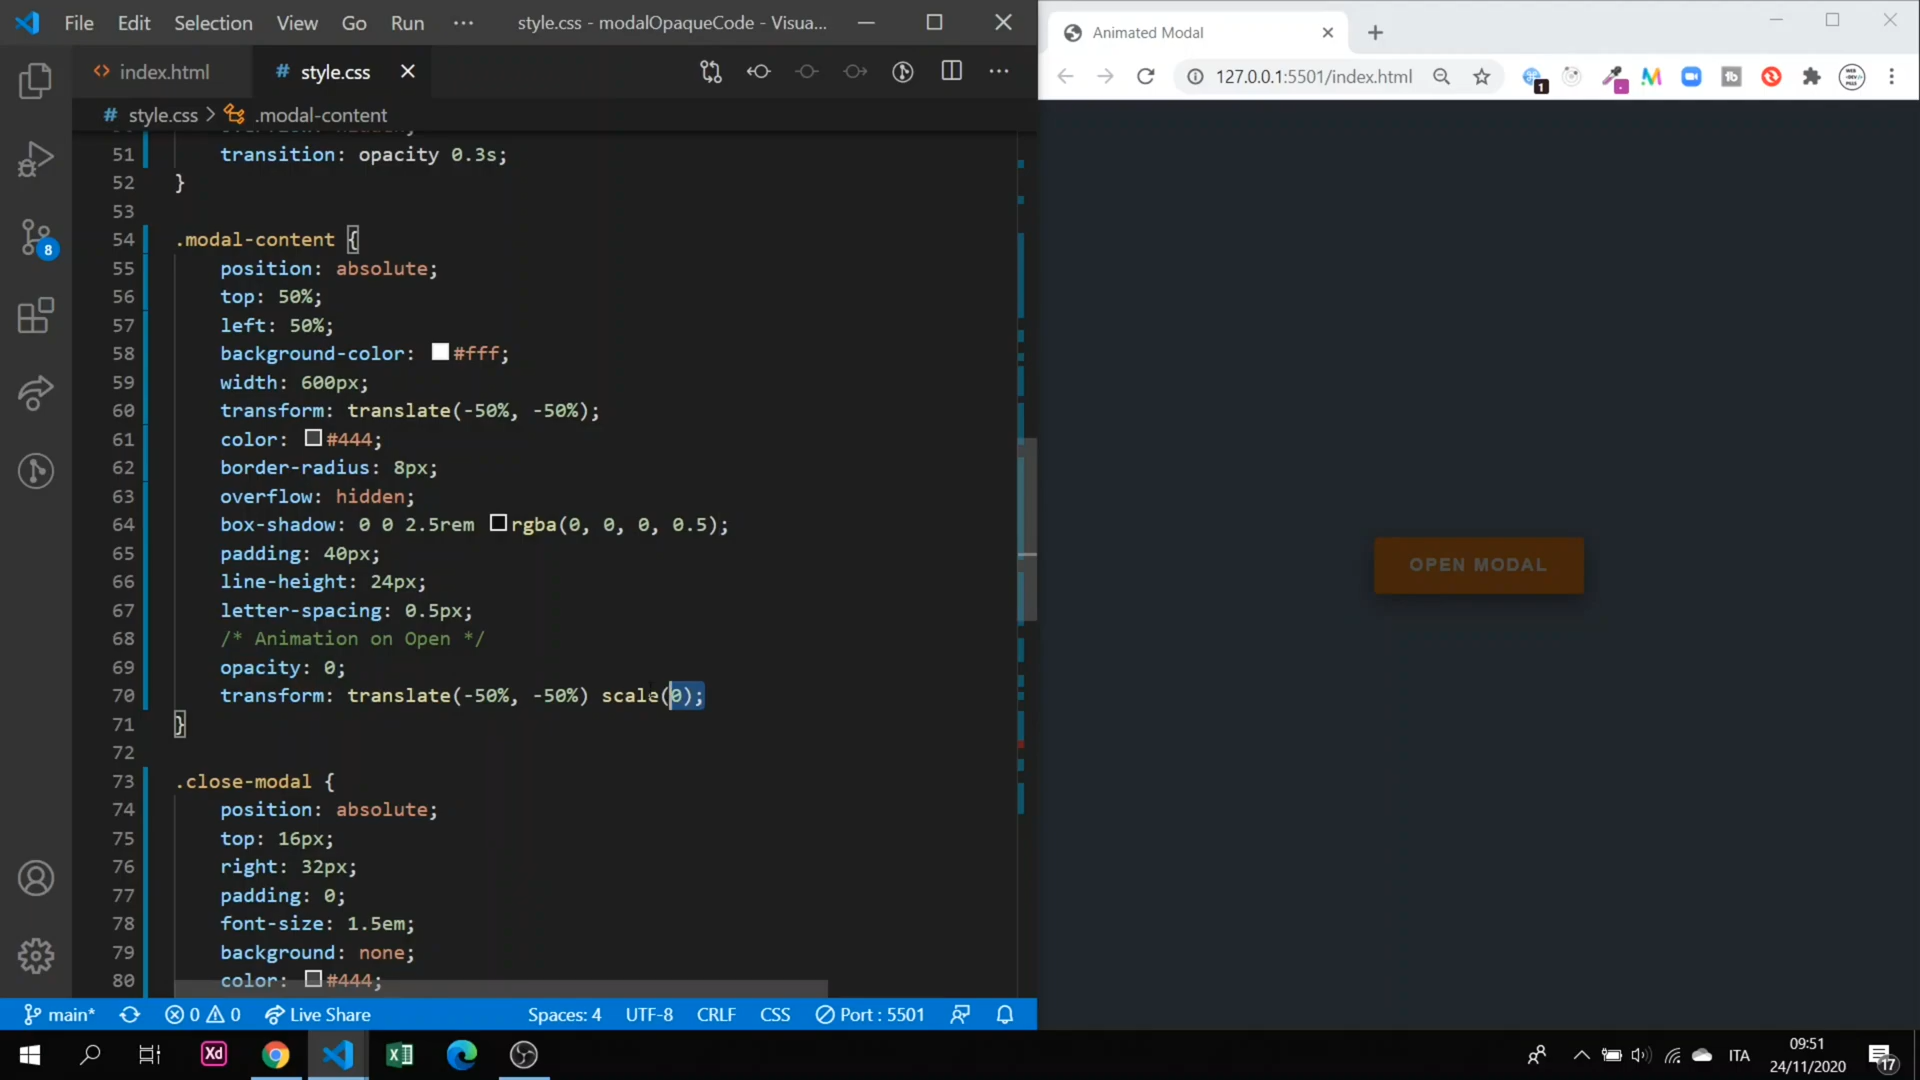 File Edit Selection View Go Run ··· style.css - modalOpaqueCode - Visua...
index.html
style.css
style.css > .modal-content
51 transition: opacity 0.3s;
52 }
53
54 .modal-content {
55 position: absolute;
56 top: 50%;
57 left: 50%;
58 background-color: #fff;
59 width: 600px;
60 transform: translate(-50%, -50%);
61 color: #444;
62 border-radius: 8px;
63 overflow: hidden;
64 box-shadow: 0 0 2.5rem rgba(0, 0, 0, 0.5);
65 padding: 40px;
66 line-height: 24px;
67 letter-spacing: 0.5px;
68 /* Animation on Open */
69 opacity: 0;
70 transform: translate(-50%, -50%) scale(0);
71 }
72
73 .close-modal {
74 position: absolute;
75 top: 16px;
76 right: 32px;
77 padding: 0;
78 font-size: 1.5em;
79 background: none;
80 color: #444;
8
main* 0 0 Live Share Spaces: 4 UTF-8 CRLF CSS Port : 5501
Animated Modal
127.0.0.1:5501/index.html
1
OPEN MODAL
Xd
ITA
09:51
24/11/2020
17